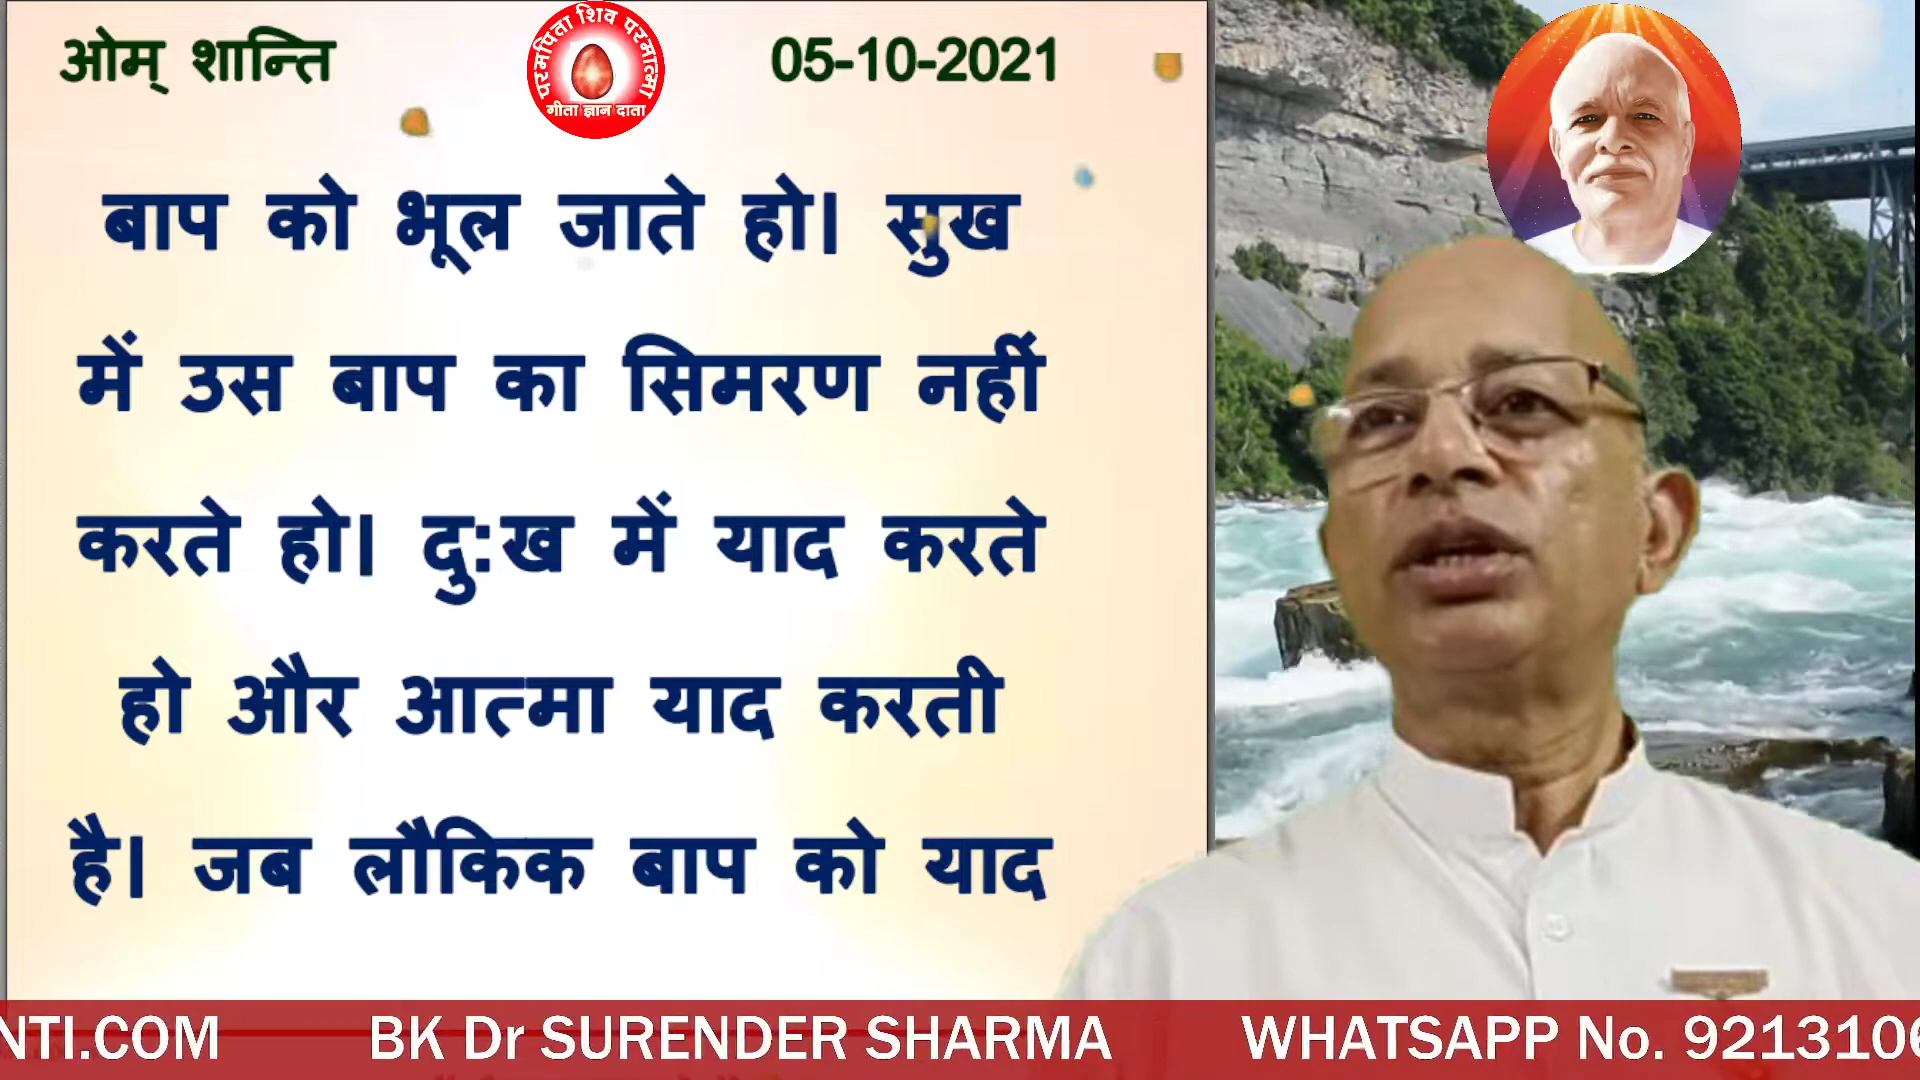 ओम् शान्ति
परमपिता शिव परमात्मा
गीता ज्ञान दाता
05-10-2021
बाप को भूल जाते हो। सुख
में उस बाप का सिमरण नहीं
करते हो। दु:ख में याद करते
हो और आत्मा याद करती
है। जब लौकिक बाप को याद
NTI.COM BK Dr SURENDER SHARMA WHATSAPP No. 9213106